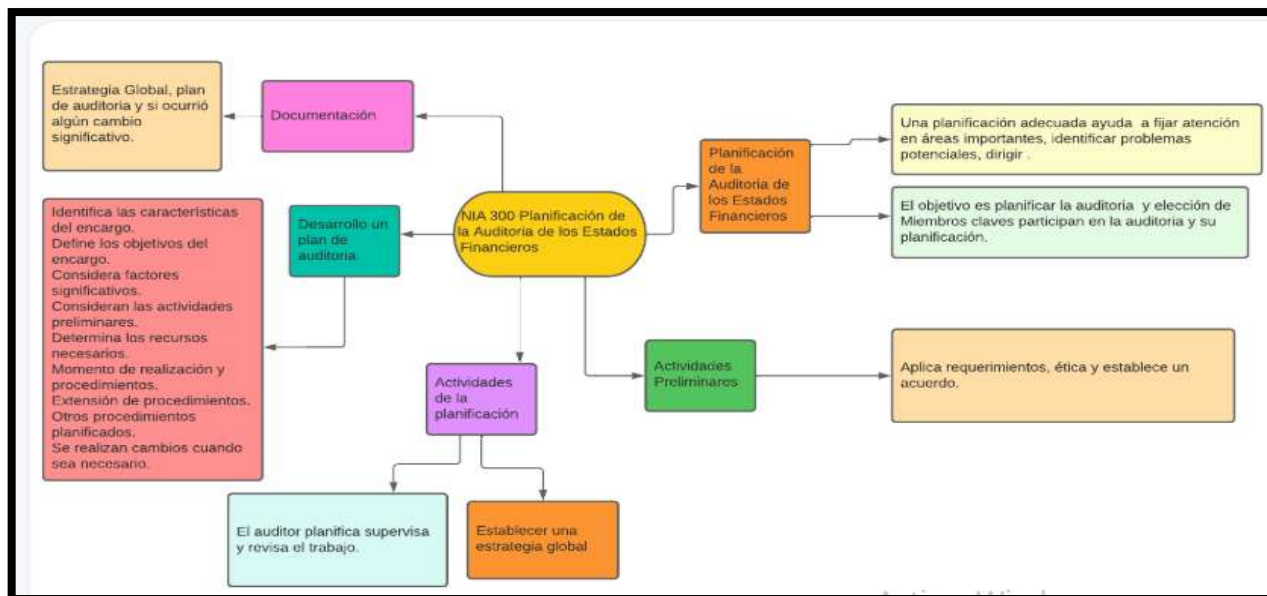 Estrategia Global, plan
de auditoria y si ocurrió
algún cambio
significativo.
Documentación
Una planificación adecuada ayuda a fijar atención
en áreas importantes, identificar problemas
potenciales, dirigir .
Planificación
de la
Auditoria de
los Estados
Financieros
El objetivo es planificar la auditoria y elección de
Miembros claves participan en la auditoria y su
planificación.
NIA 300 Planificación de
la Auditoria de los Estados
Financieros
Desarrollo un
plan de
auditoria.
Identifica las características
del encargo.
Define los objetivos del
encargo.
Considera factores
significativos.
Consideran las actividades
preliminares.
Determina los recursos
necesarios.
Momento de realización y
procedimientos.
Extensión de procedimientos.
Otros procedimientos
planificados.
Se realizan cambios cuando
sea necesario.
Actividades
Preliminares
Aplica requerimientos, ética y establece un
acuerdo.
Actividades
de la
planificación
El auditor planifica supervisa
y revisa el trabajo.
Establecer una
estrategia global